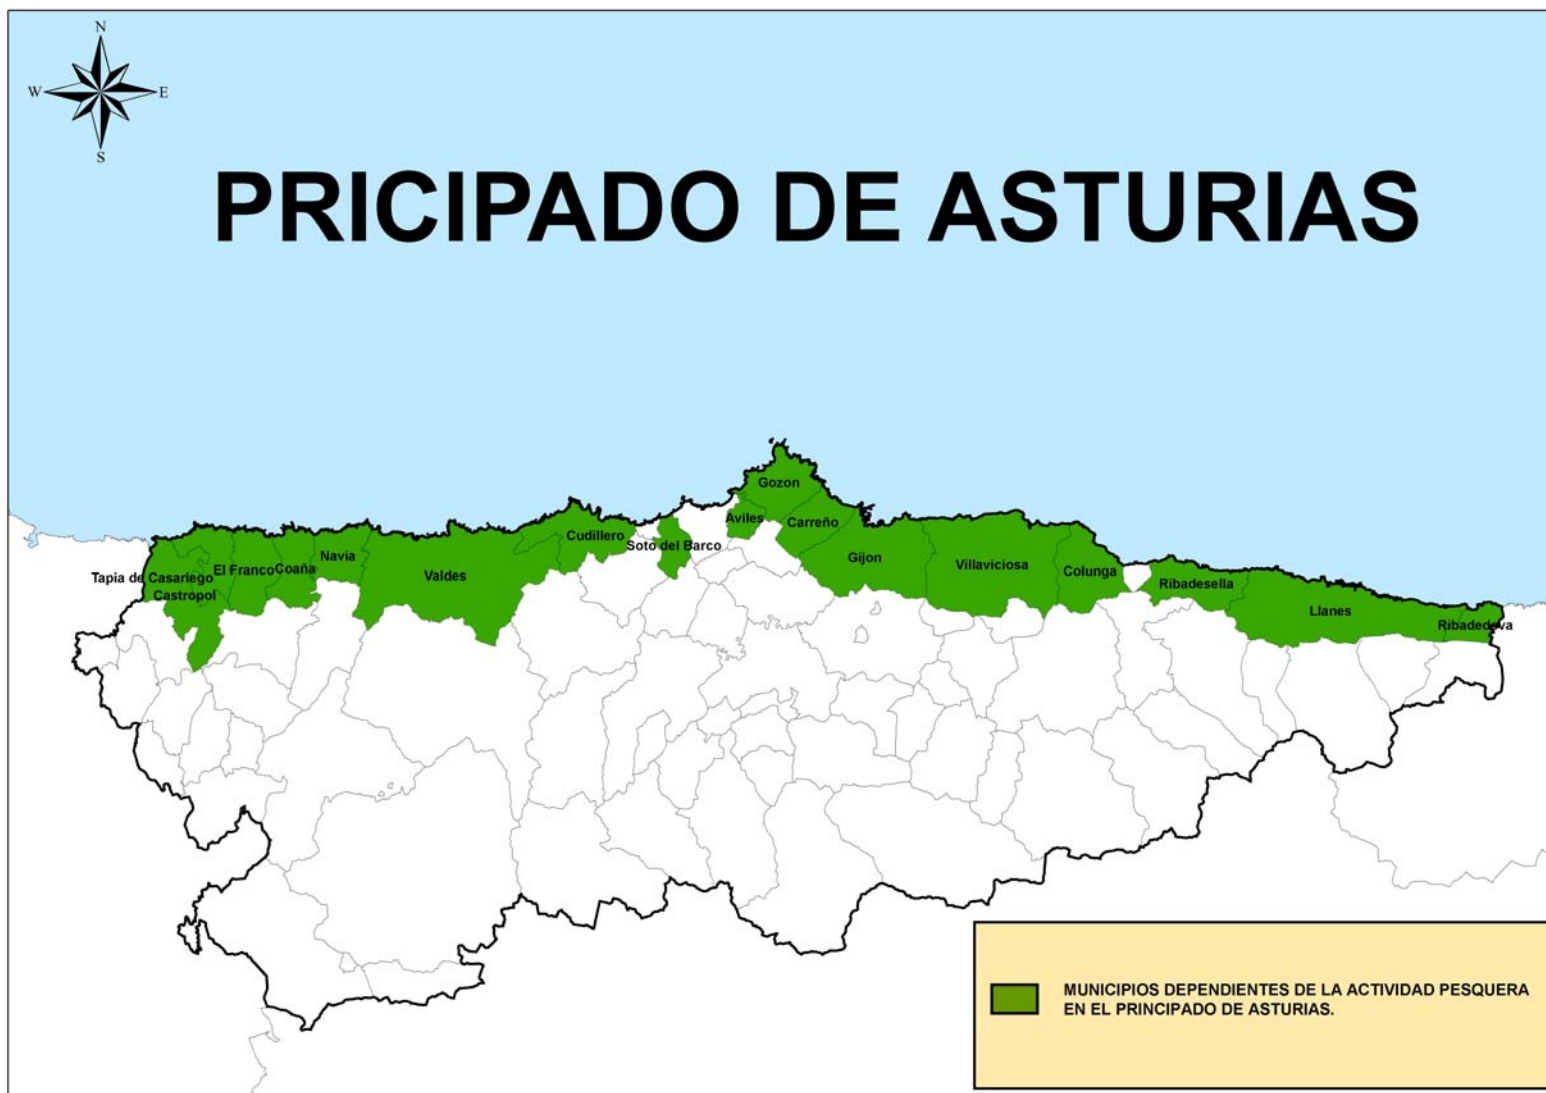 N
W E
S
PRICIPADO DE ASTURIAS
Gozon
Aviles
Carreño
Cudillero
Soto del Barco
Navia
Gijon
Villaviciosa
El Franco
Coaña
Valdes
Colunga
Tapia de Casariego
Castropol
Ribadesella
Llanes
Ribadedeva
MUNICIPIOS DEPENDIENTES DE LA ACTIVIDAD PESQUERA
EN EL PRINCIPADO DE ASTURIAS.